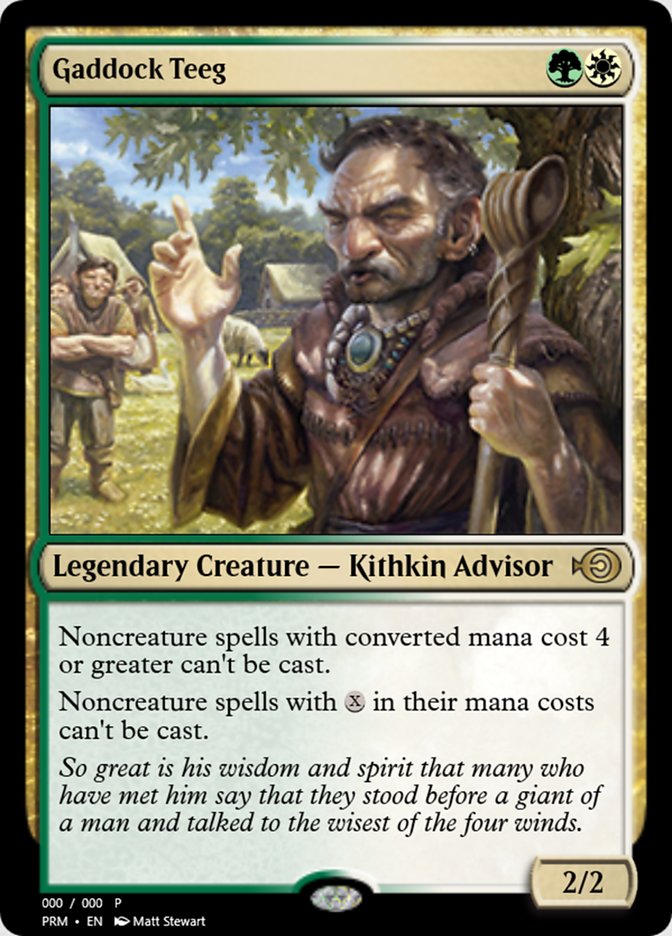 Gaddock Teeg
Legendary Creature — Kithkin Advisor
Noncreature spells with converted mana cost 4
or greater can't be cast.
Noncreature spells with X in their mana costs
can't be cast.
So great is his wisdom and spirit that many who
have met him say that they stood before a giant of
a man and talked to the wisest of the four winds.
2/2
000 / 000 P
PRM • EN Matt Stewart